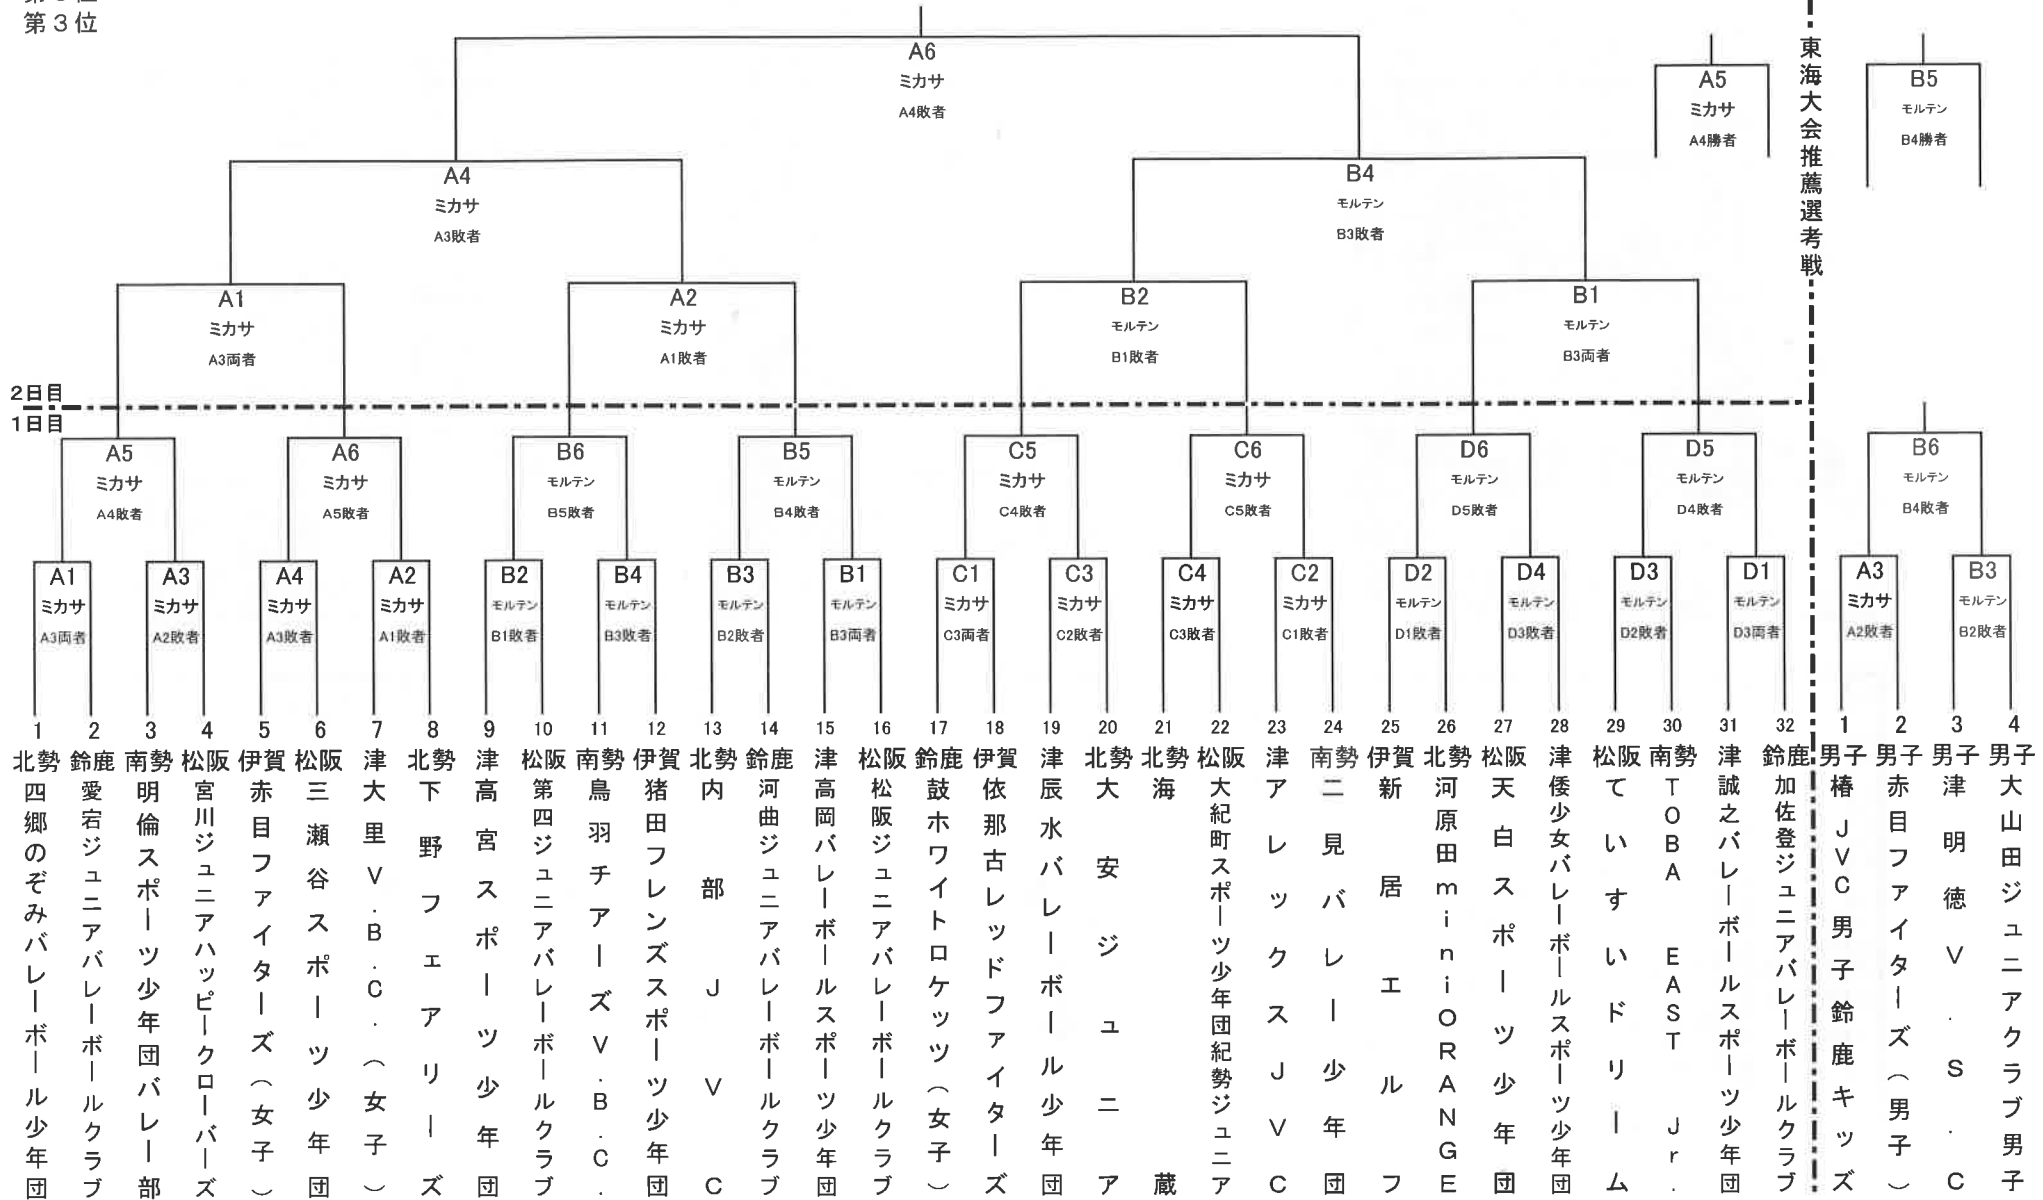 第3位
A6
ミカサ
A4敗者
A5
ミカサ
A4勝者
東海大会推薦選考戦
B5
モルテン
B4勝者
A4
ミカサ
A3敗者
B4
モルテン
B3敗者
A1
ミカサ
A3両者
A2
ミカサ
A1敗者
B2
モルテン
B1敗者
B1
モルテン
B3両者
2日目
1日目
A5
ミカサ
A4敗者
A6
ミカサ
A5敗者
B6
モルテン
B5敗者
B5
モルテン
B4敗者
C5
ミカサ
C4敗者
C6
ミカサ
C5敗者
D6
モルテン
D5敗者
D5
モルテン
D4敗者
B6
モルテン
B4敗者
A1
ミカサ
A3両者
A3
ミカサ
A2敗者
A4
ミカサ
A3敗者
A2
ミカサ
A1敗者
B2
モルテン
B1敗者
B4
モルテン
B3敗者
B3
モルテン
B2敗者
B1
モルテン
B3両者
C1
ミカサ
C3両者
C3
ミカサ
C2敗者
C4
ミカサ
C3敗者
C2
ミカサ
C1敗者
D2
モルテン
D1敗者
D4
モルテン
D3敗者
D3
モルテン
D2敗者
D1
モルテン
D3両者
A3
ミカサ
A2敗者
B3
モルテン
B2敗者
1 北勢 四郷のぞみバレーボール少年団
2 鈴鹿 愛宕ジュニアバレーボールクラブ
3 南勢 明倫スポーツ少年団バレー部
4 松阪 宮川ジュニアハッピークローバーズ
5 伊賀 赤目ファイターズ（女子）
6 松阪 三瀬谷スポーツ少年団
7 津 大里V.B.C.（女子）
8 北勢 下野フェアリーズ
9 津 高宮スポーツ少年団
10 松阪 第四ジュニアバレーボールクラブ
11 南勢 鳥羽チアーズV.B.C.
12 伊賀 猪田フレンズスポーツ少年団
13 北勢 内部JVC
14 鈴鹿 河曲ジュニアバレーボールクラブ
15 津 高岡バレーボールスポーツ少年団
16 松阪 松阪ジュニアバレーボールクラブ
17 鈴鹿 鼓ホワイトロケッツ（女子）
18 伊賀 依那古レッドファイターズ
19 津 辰水バレーボール少年団
20 北勢 大安ジュニア
21 北勢 海蔵
22 松阪 大紀町スポーツ少年団紀勢ジュニア
23 津 アレックスJVC
24 南勢 二見バレー少年団
25 伊賀 新居エルフ
26 北勢 河原田miniORANGE
27 松阪 天白スポーツ少年団
28 津 倭少女バレーボールスポーツ少年団
29 松阪 ていすいドリーム
30 南勢 TOBA EAST Jr.
31 津 誠之バレーボールスポーツ少年団
32 鈴鹿 加佐登ジュニアバレーボールクラブ
1 男子 椿JVC男子鈴鹿キッズ
2 男子 赤目ファイターズ（男子）
3 男子 津明徳V.S.C
4 男子 大山田ジュニアクラブ男子